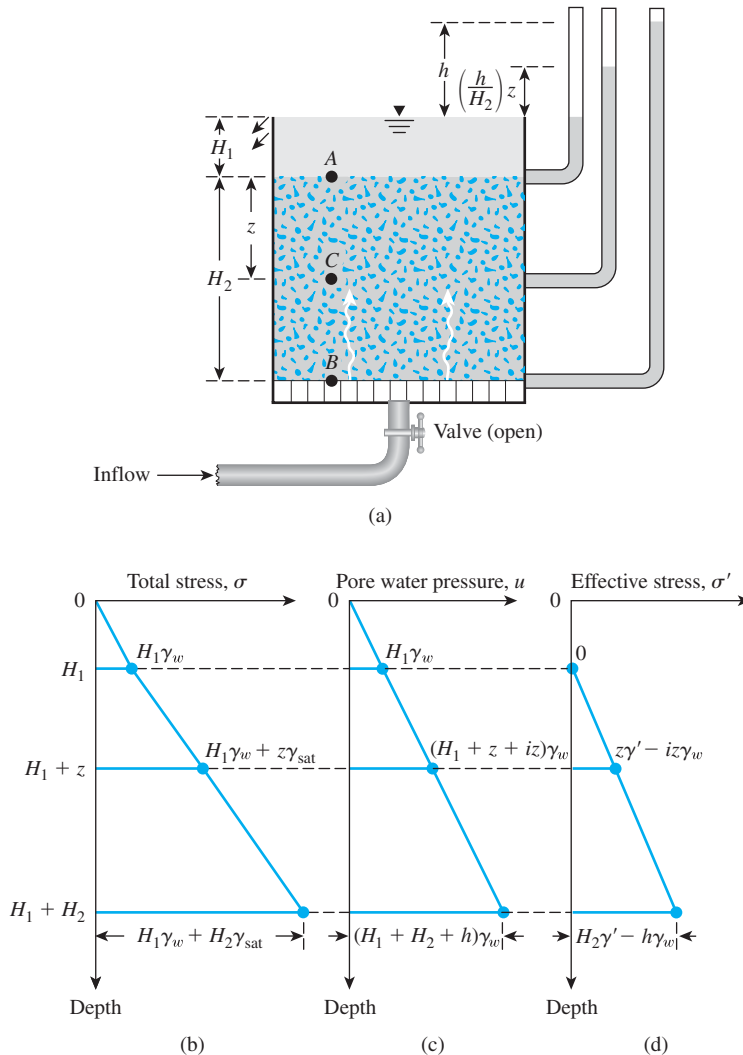 h
(h/H₂) z
H₁
A
z
C
H₂
B
Valve (open)
Inflow
(a)
Total stress, σ
Pore water pressure, u
Effective stress, σ′
0
0
0
H₁γ_w
H₁γ_w
0
H₁
H₁γ_w + zγ_sat
(H₁ + z + iz)γ_w
zγ′ − izγ_w
H₁ + z
H₁ + H₂
H₁γ_w + H₂γ_sat
(H₁ + H₂ + h)γ_w
H₂γ′ − hγ_w
Depth
Depth
Depth
(b)
(c)
(d)